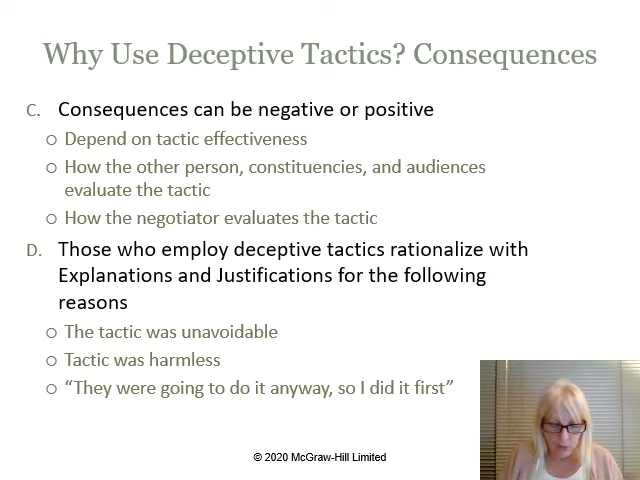 Why Use Deceptive Tactics? Consequences
C. Consequences can be negative or positive
○ Depend on tactic effectiveness
○ How the other person, constituencies, and audiences
evaluate the tactic
○ How the negotiator evaluates the tactic
D. Those who employ deceptive tactics rationalize with
Explanations and Justifications for the following
reasons
○ The tactic was unavoidable
○ Tactic was harmless
○ “They were going to do it anyway, so I did it first”
© 2020 McGraw-Hill Limited